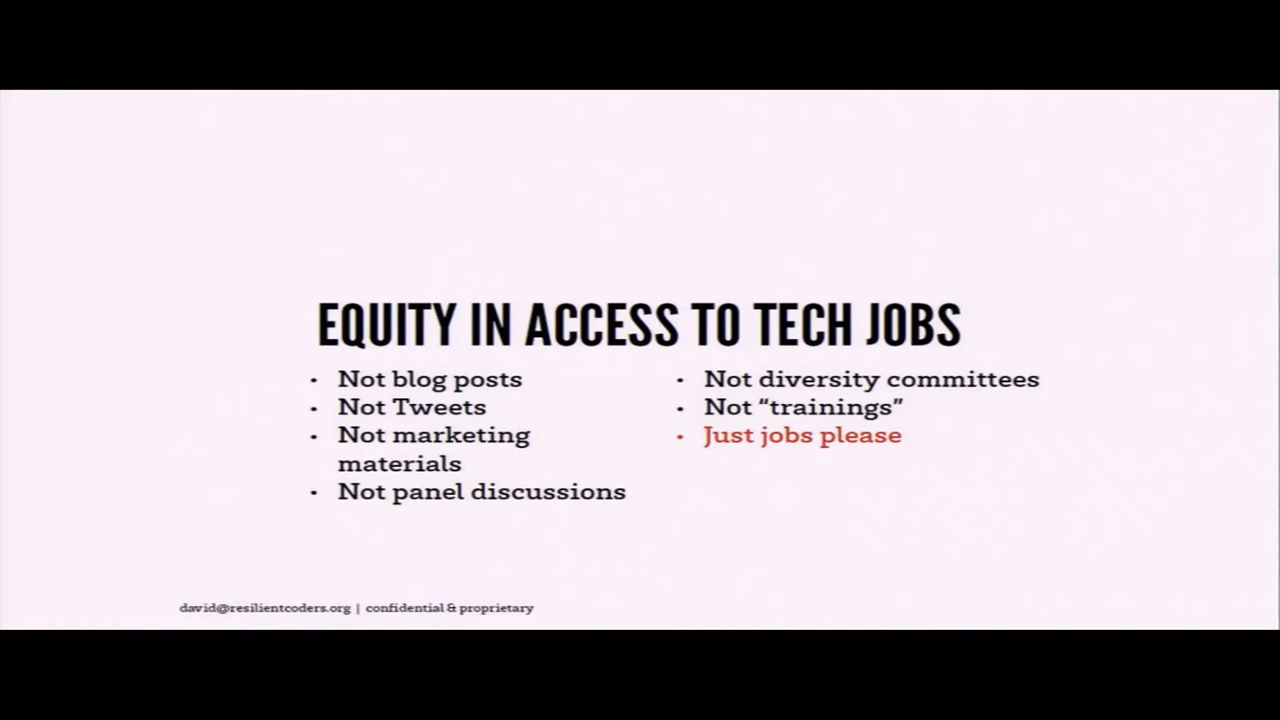 EQUITY IN ACCESS TO TECH JOBS
• Not blog posts
• Not Tweets
• Not marketing
materials
• Not panel discussions
• Not diversity committees
• Not “trainings”
• Just jobs please
david@resilientcoders.org | confidential & proprietary